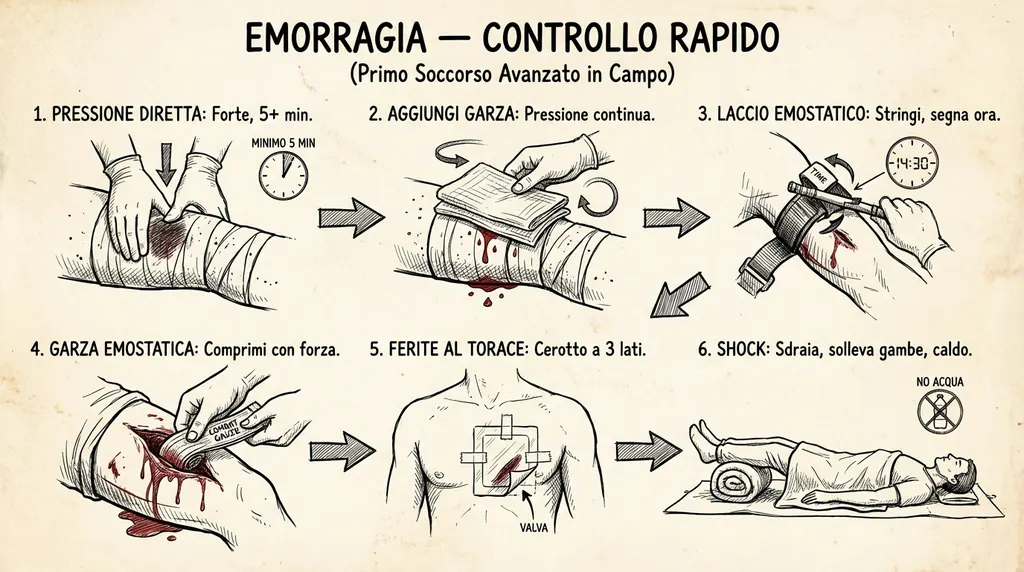 EMORRAGIA — CONTROLLO RAPIDO
(Primo Soccorso Avanzato in Campo)
1. PRESSIONE DIRETTA: Forte, 5+ min.
MINIMO 5 MIN
2. AGGIUNGI GARZA: Pressione continua.
3. LACCIO EMOSTATICO: Stringi, segna ora.
TIME
14:30
4. GARZA EMOSTATICA: Comprimi con forza.
COMBAT
GAUZE
5. FERITE AL TORACE: Cerotto a 3 lati.
VALVA
6. SHOCK: Sdraia, solleva gambe, caldo.
NO ACQUA